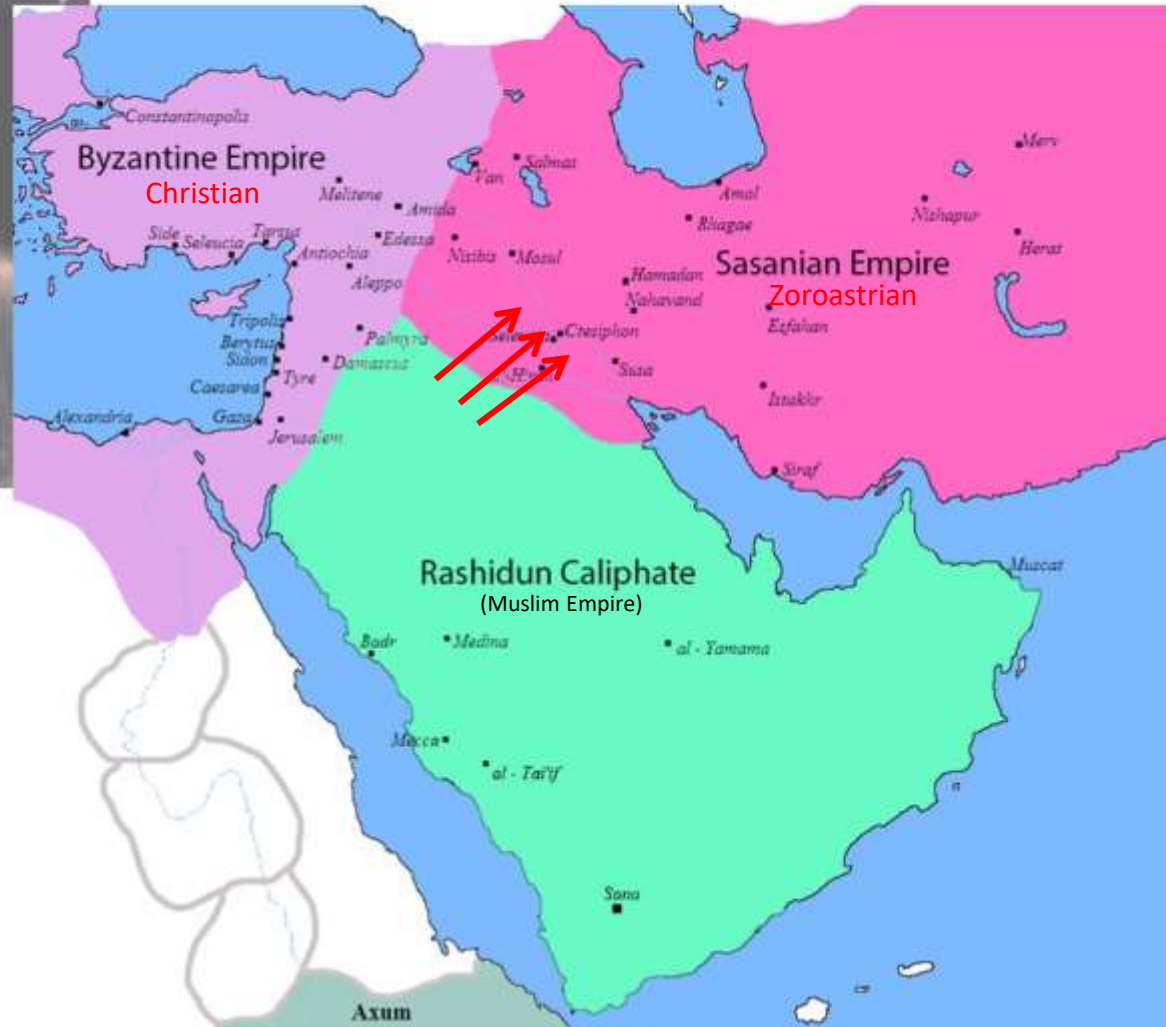 Constantinopolis
Byzantine Empire
Christian
Melitene
Amida
Van
Salmas
Side
Seleucia
Tarsus
Antiochia
Edessa
Aleppo
Nisibis
Mosul
Amol
Rhagae
Merv
Nishapur
Herat
Sasanian Empire
Zoroastrian
Hamadan
Nahavand
Esfahan
Tripolis
Berytus
Sidon
Tyre
Caesarea
Palmyra
Damascus
Ctesiphon
Susa
Istakhr
Alexandria
Gaza
Jerusalem
Siraf
Rashidun Caliphate
(Muslim Empire)
Muscat
Badr
Medina
al - Yamama
Mecca
al - Tai'if
Sana
Axum